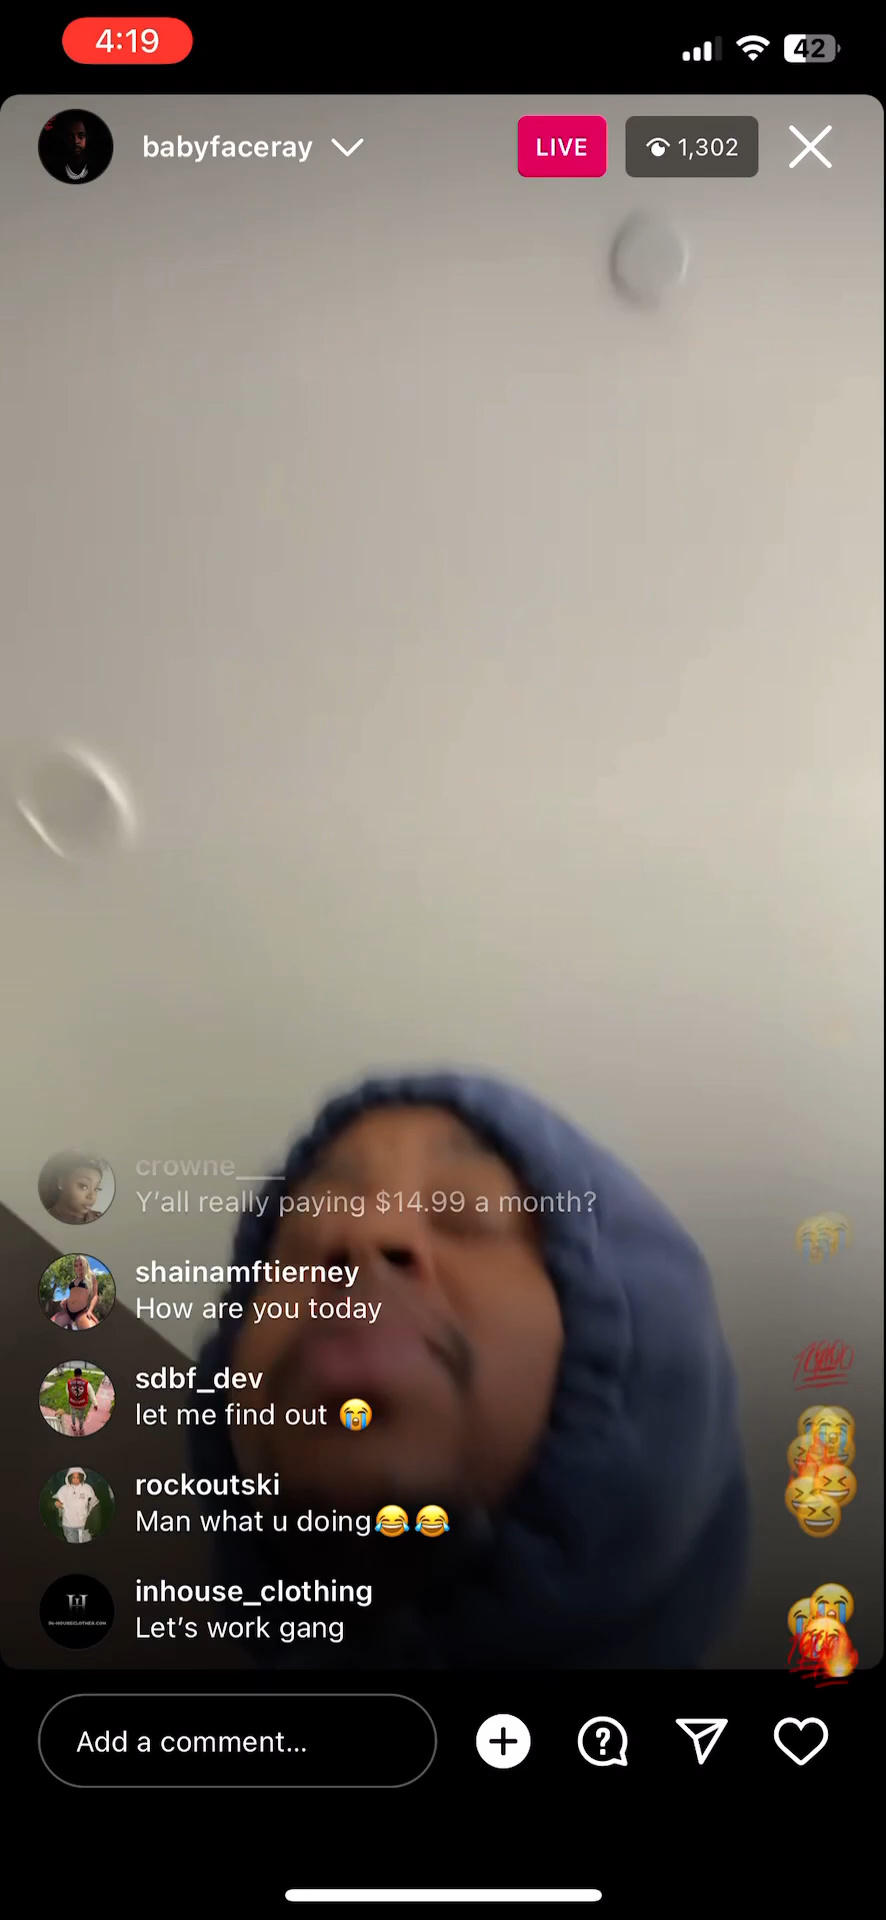 4:19
42
babyfaceray
LIVE
1,302
crowne___
Y'all really paying $14.99 a month?
shainamftierney
How are you today
sdbf_dev
let me find out 😭
rockoutski
Man what u doing😂😂
inhouse_clothing
Let's work gang
Add a comment...